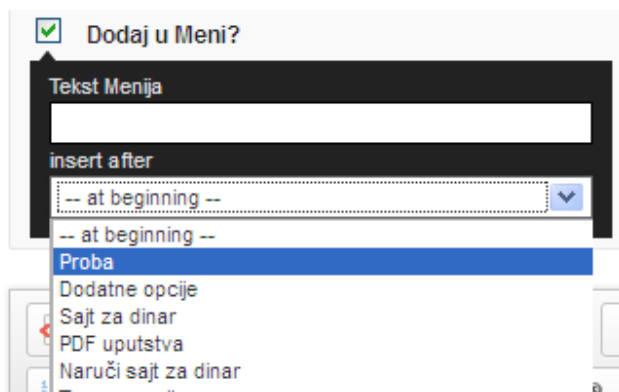 Dodaj u Meni?
Tekst Menija
insert after
-- at beginning --
-- at beginning --
Proba
Dodatne opcije
Sajt za dinar
PDF uputstva
Naruči sajt za dinar